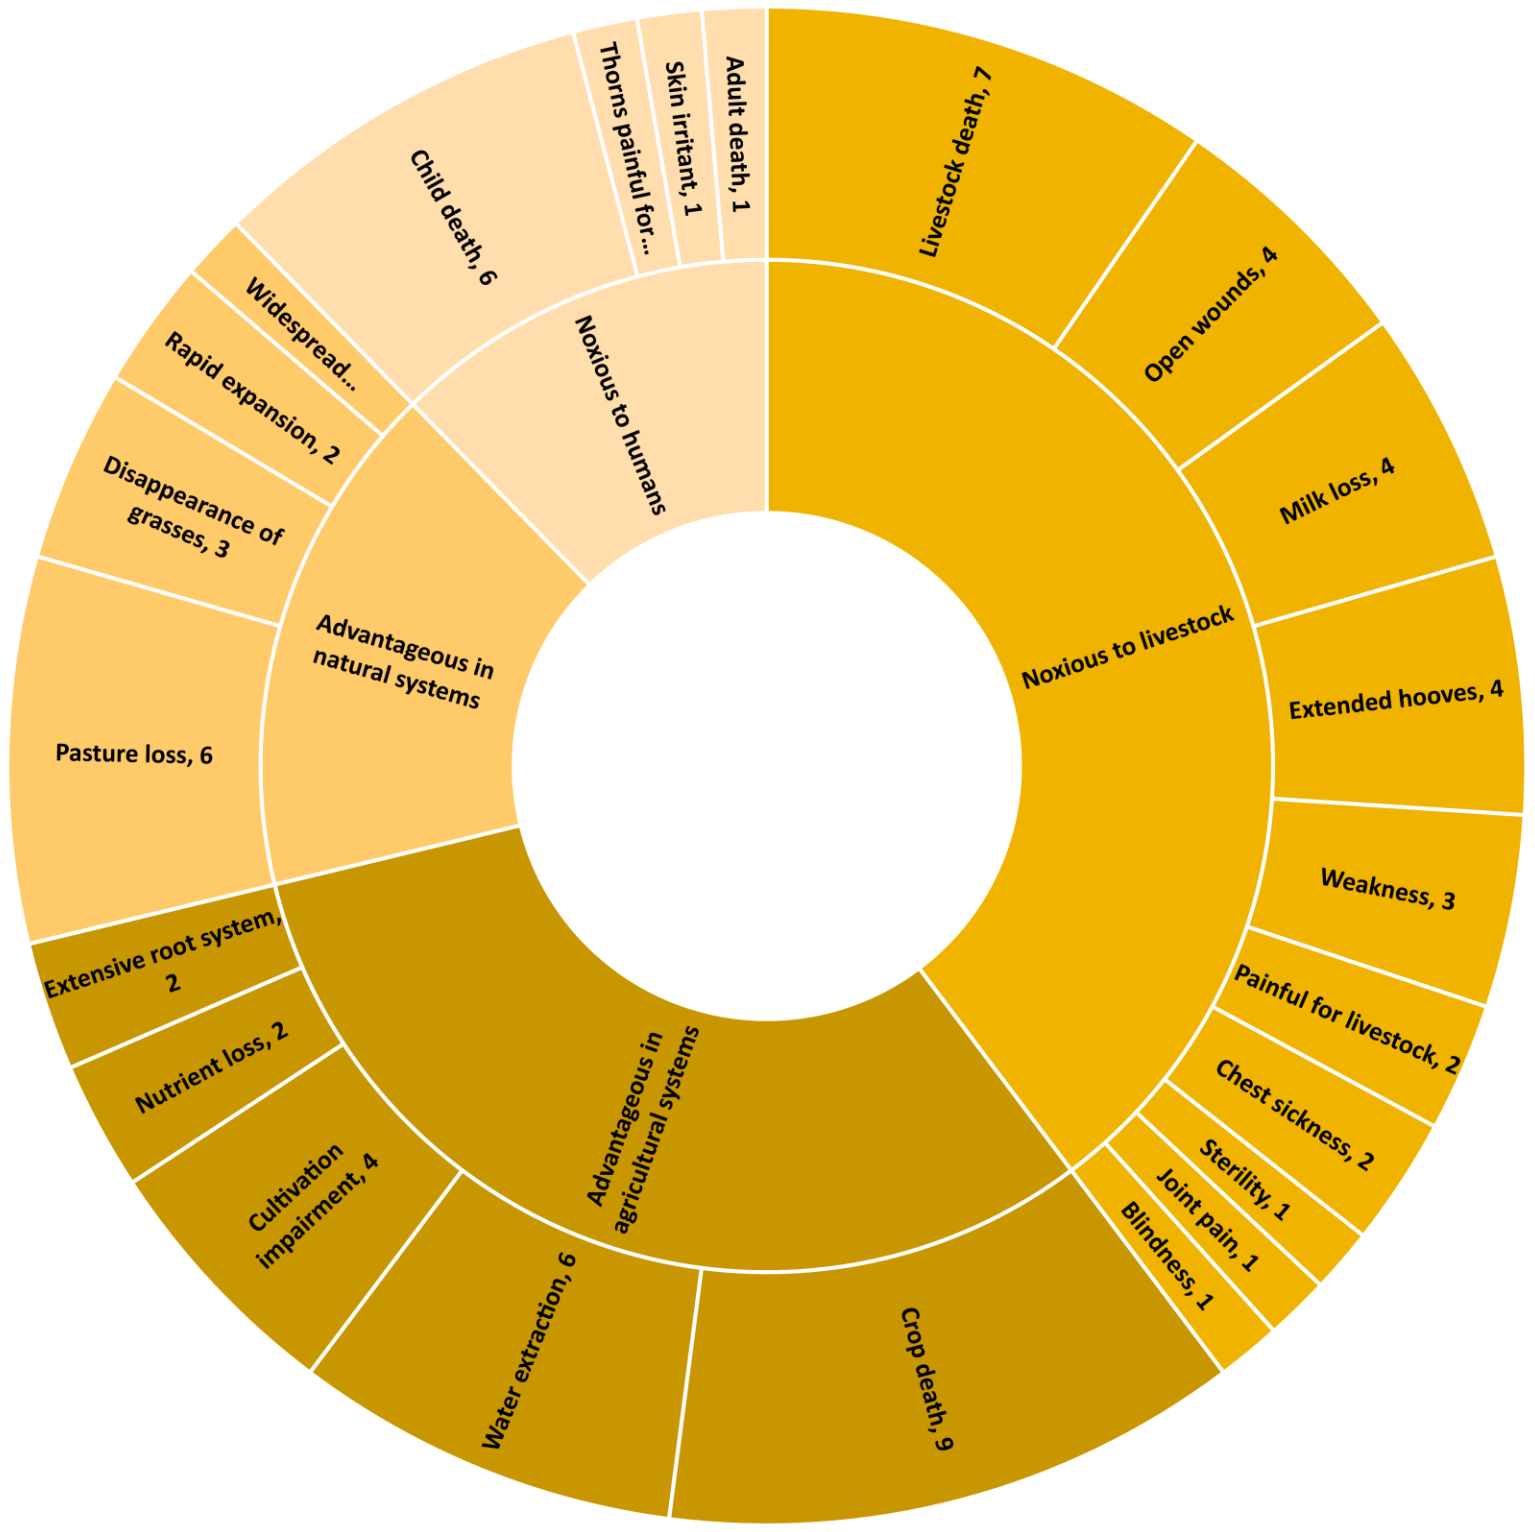 Noxious to livestock
Livestock death, 7
Open wounds, 4
Milk loss, 4
Extended hooves, 4
Weakness, 3
Painful for livestock, 2
Chest sickness, 2
Sterility, 1
Joint pain, 1
Blindness, 1
Advantageous in
agricultural systems
Crop death, 9
Water extraction, 6
Cultivation
impairment, 4
Nutrient loss, 2
Extensive root system,
2
Advantageous in
natural systems
Pasture loss, 6
Disappearance of
grasses, 3
Rapid expansion, 2
Widespread...
Noxious to humans
Child death, 6
Thorns painful for...
Skin irritant, 1
Adult death, 1